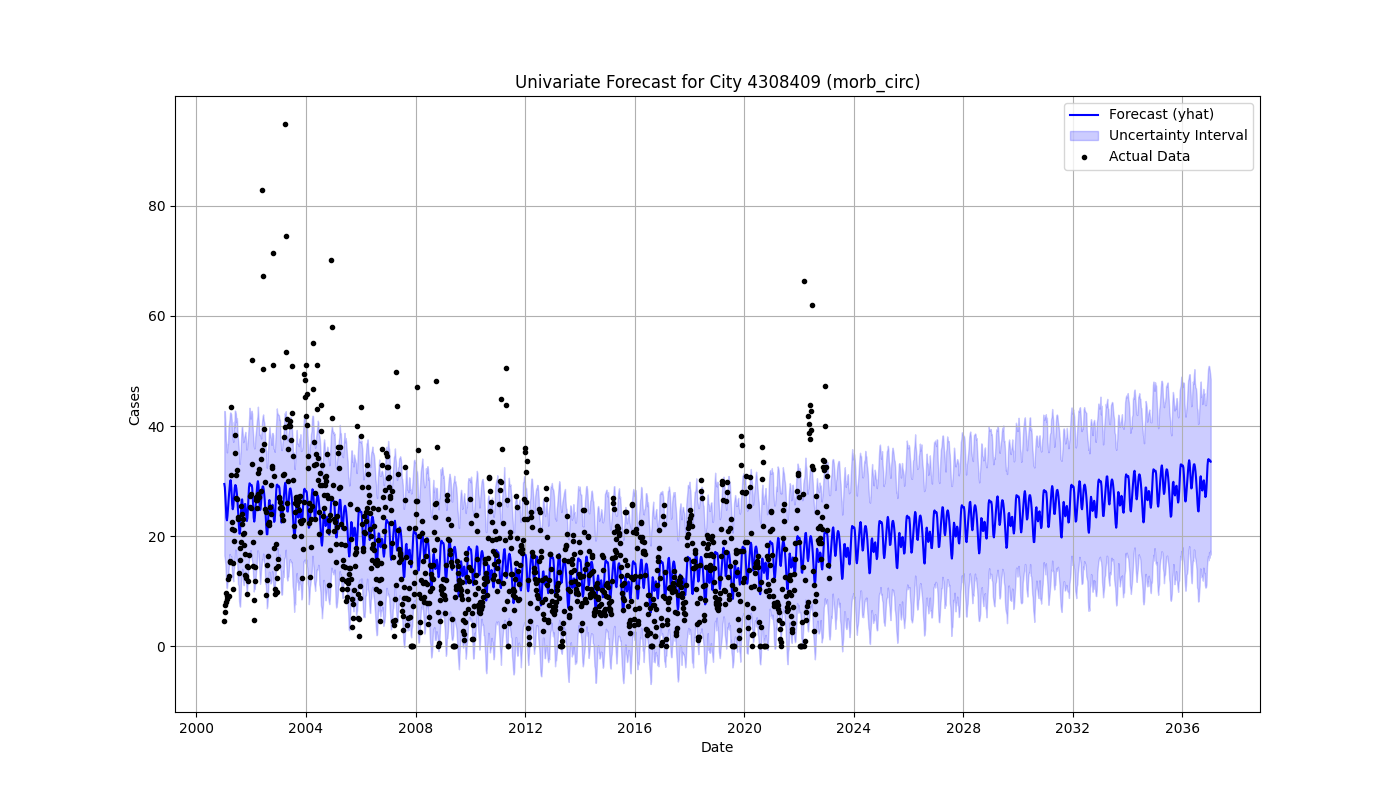 Univariate Forecast for City 4308409 (morb_circ)
Forecast (yhat)
Uncertainty Interval
Actual Data
Cases
80
60
40
20
0
2000 2004 2008 2012 2016 2020 2024 2028 2032 2036
Date